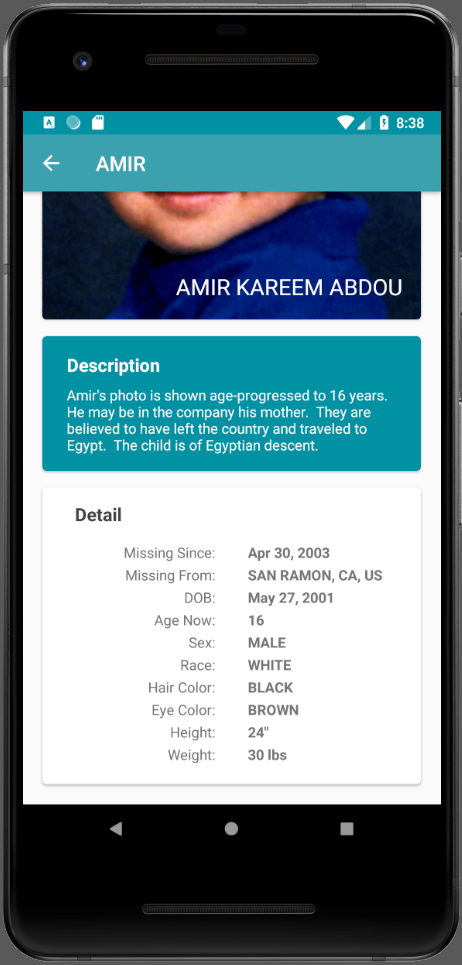 8:38
AMIR
AMIR KAREEM ABDOU
Description
Amir's photo is shown age-progressed to 16 years.
He may be in the company his mother.  They are
believed to have left the country and traveled to
Egypt.  The child is of Egyptian descent.
Detail
Missing Since: Apr 30, 2003
Missing From: SAN RAMON, CA, US
DOB: May 27, 2001
Age Now: 16
Sex: MALE
Race: WHITE
Hair Color: BLACK
Eye Color: BROWN
Height: 24"
Weight: 30 lbs